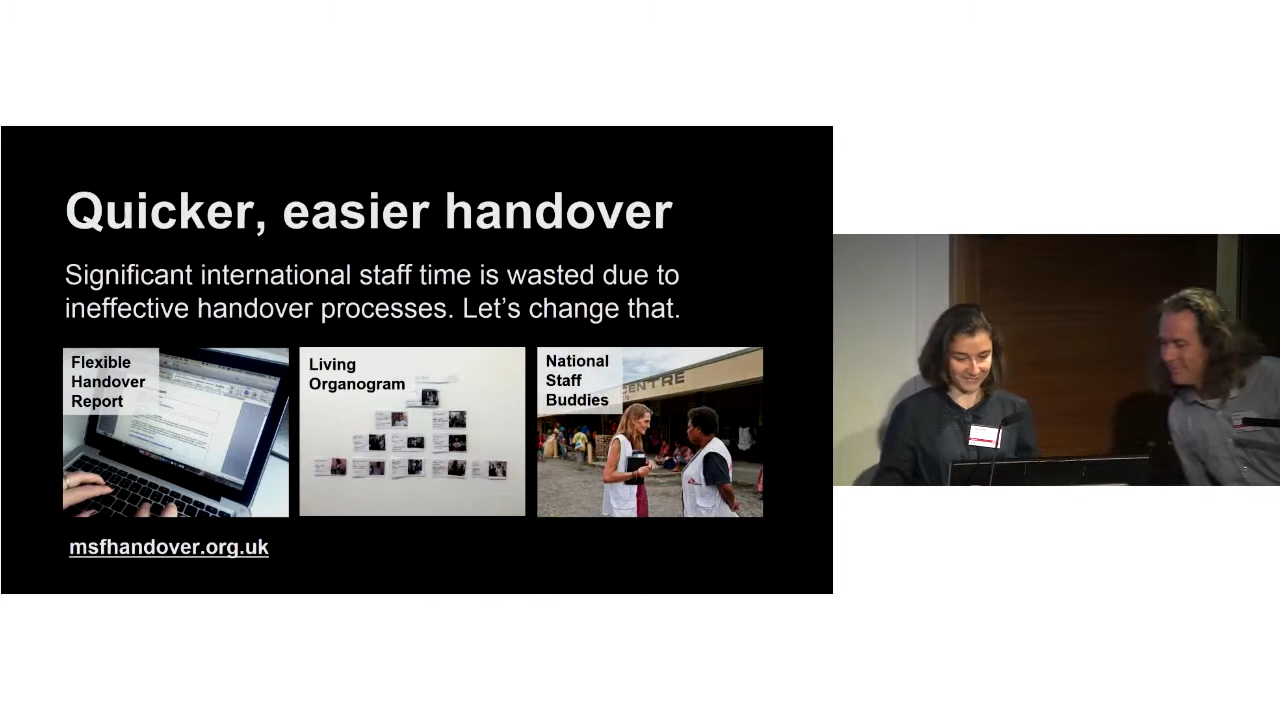 Quicker, easier handover
Significant international staff time is wasted due to
ineffective handover processes. Let's change that.
Flexible
Handover
Report
Living
Organogram
National
Staff
Buddies
CENTRE
msfhandover.org.uk